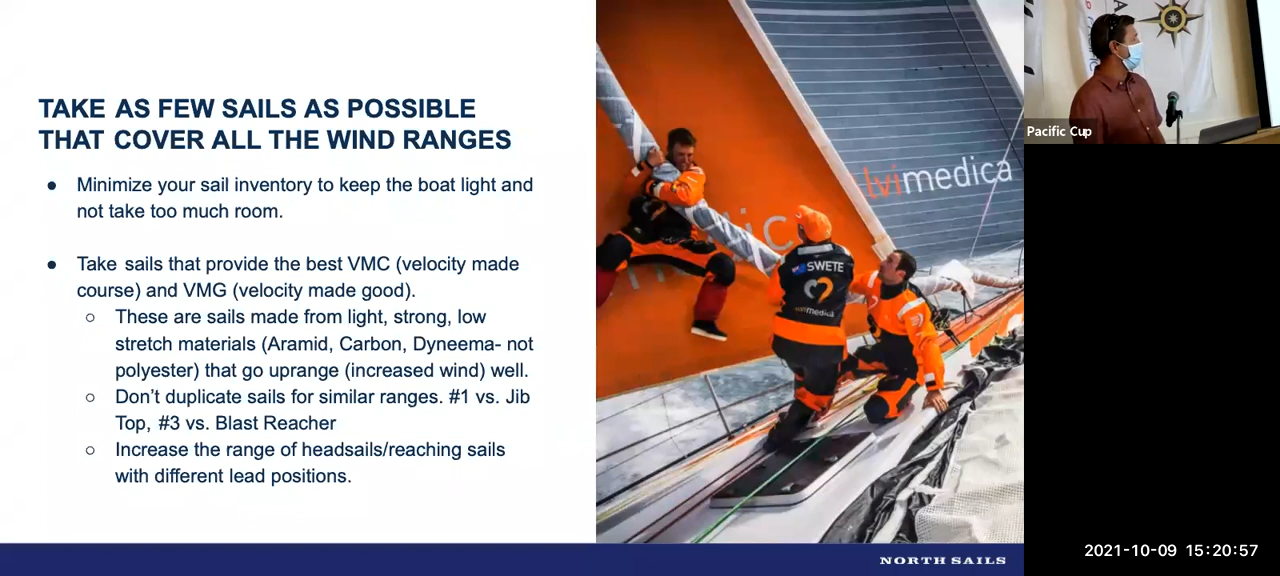 TAKE AS FEW SAILS AS POSSIBLE
THAT COVER ALL THE WIND RANGES
● Minimize your sail inventory to keep the boat light and
not take too much room.
● Take sails that provide the best VMC (velocity made
course) and VMG (velocity made good).
○ These are sails made from light, strong, low
stretch materials (Aramid, Carbon, Dyneema- not
polyester) that go uprange (increased wind) well.
○ Don’t duplicate sails for similar ranges. #1 vs. Jib
Top, #3 vs. Blast Reacher
○ Increase the range of headsails/reaching sails
with different lead positions.
lvimedica
SWETE
NORTH SAILS
Pacific Cup
2021-10-09 15:20:57